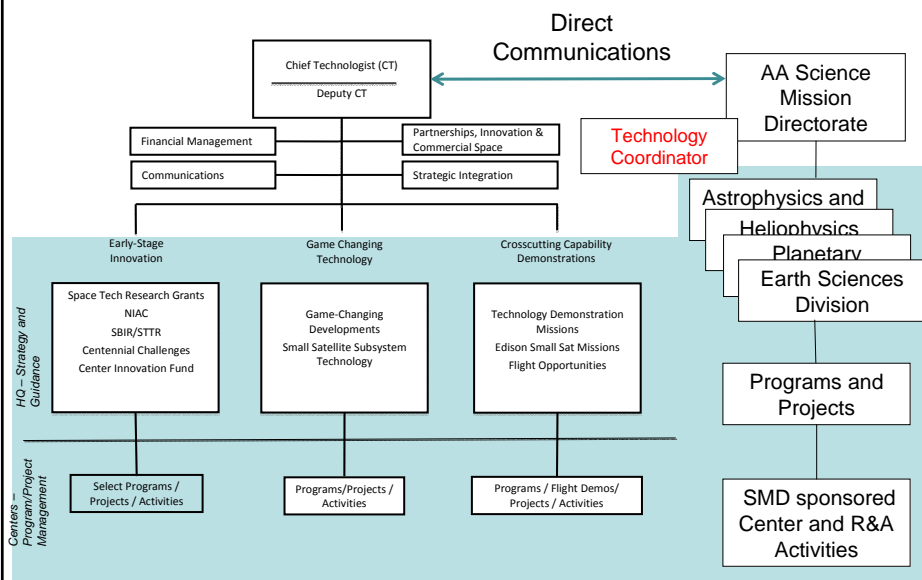 Direct
Communications
Chief Technologist (CT)
Deputy CT
AA Science
Mission
Directorate
Technology
Coordinator
Financial Management
Partnerships, Innovation &
Commercial Space
Communications
Strategic Integration
Astrophysics and
Heliophysics
Planetary
Earth Sciences
Division
Early-Stage
Innovation
Game Changing
Technology
Crosscutting Capability
Demonstrations
HQ – Strategy and
Guidance
Space Tech Research Grants
NIAC
SBIR/STTR
Centennial Challenges
Center Innovation Fund
Game-Changing
Developments
Small Satellite Subsystem
Technology
Technology Demonstration
Missions
Edison Small Sat Missions
Flight Opportunities
Programs and
Projects
Centers –
Program/Project
Management
Select Programs /
Projects / Activities
Programs/Projects /
Activities
Programs / Flight Demos/
Projects / Activities
SMD sponsored
Center and R&A
Activities